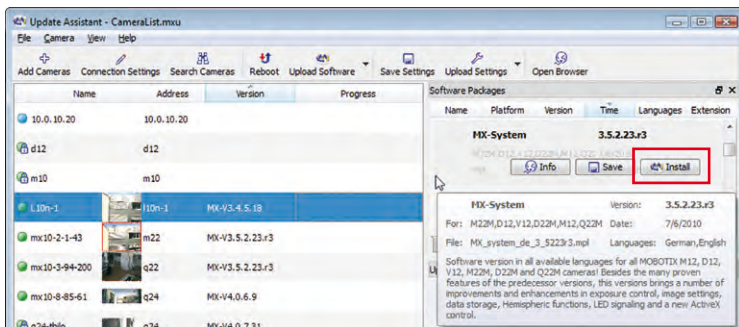 Update Assistant - CameraList.mxu
File Camera View Help
Add Cameras Connection Settings Search Cameras Reboot Upload Software Save Settings Upload Settings Open Browser
Name Address Version Progress
10.0.10.20 10.0.10.20
d12 d12
m10 m10
L10n-1 l10n-1 MX-V3.4.5.18
mx10-2-1-43 m22 MX-V3.5.2.23.r3
mx10-3-94-200 q22 MX-V3.5.2.23.r3
mx10-8-85-61 q24 MX-V4.0.6.9
q24 MX-V4.0.7.31
Software Packages
Name Platform Version Time Languages Extension
MX-System 3.5.2.23.r3
Info Save Install
MX-System Version: 3.5.2.23.r3
For: M22M,D12,V12,D22M,M12,Q22M Date: 7/6/2010
File: MX_system_de_3_5223r3.mpl Languages: German,English
Software version in all available languages for all MOBOTIX M12, D12,
V12, M22M, D22M and Q22M cameras! Besides the many proven
features of the predecessor versions, this versions brings a number of
improvements and enhancements in exposure control, image settings,
data storage, Hemispheric functions, LED signaling and a new ActiveX
control.